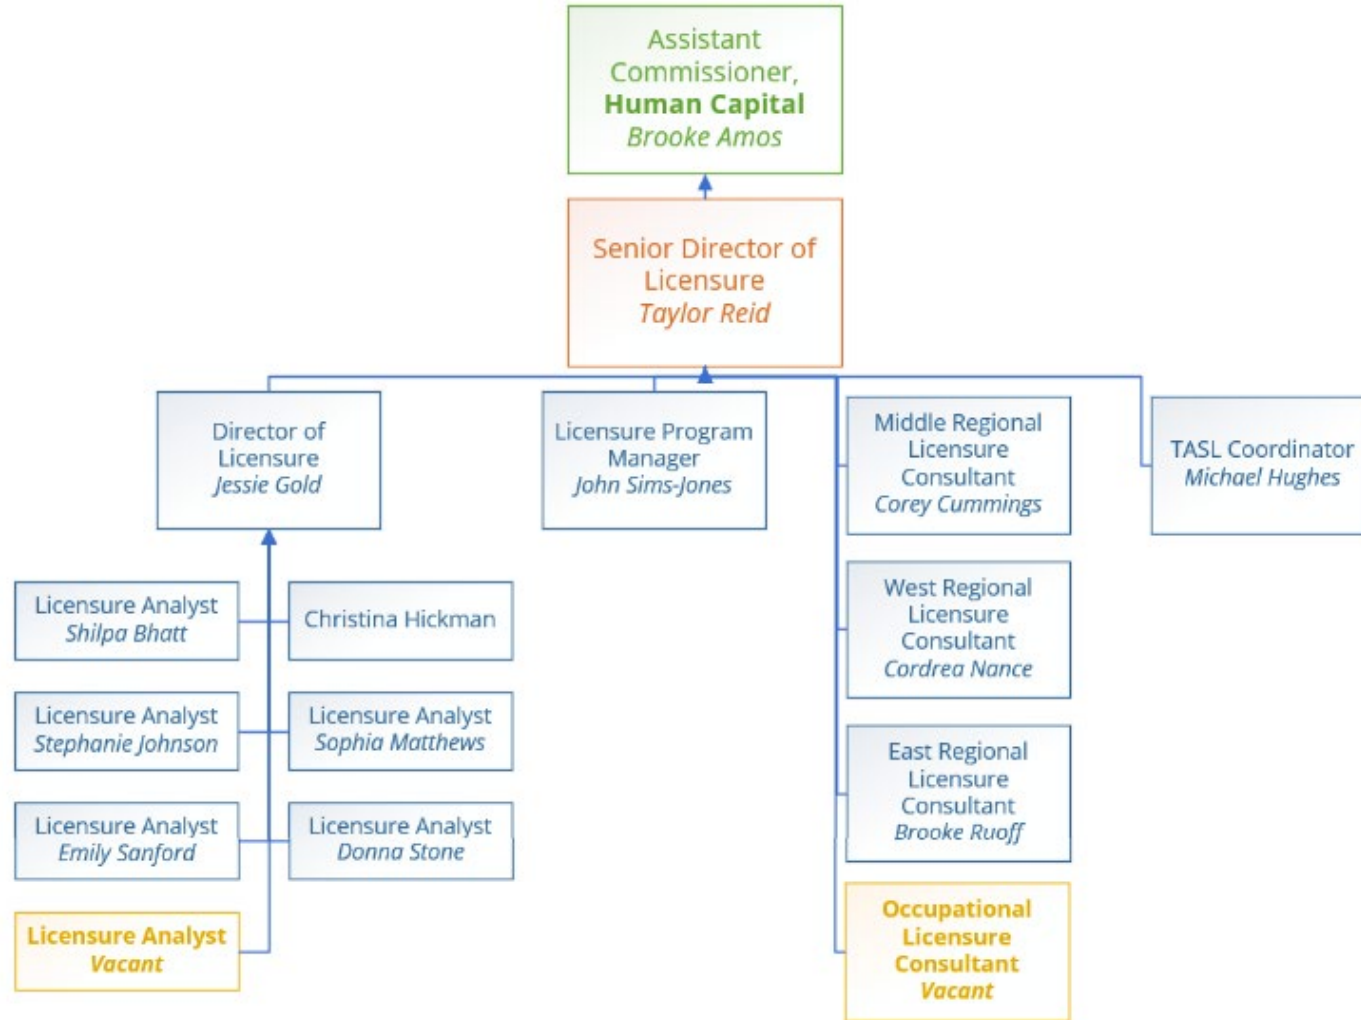 Assistant
Commissioner,
Human Capital
Brooke Amos
Senior Director of
Licensure
Taylor Reid
Director of
Licensure
Jessie Gold
Licensure Program
Manager
John Sims-Jones
Middle Regional
Licensure
Consultant
Corey Cummings
TASL Coordinator
Michael Hughes
Licensure Analyst
Shilpa Bhatt
Christina Hickman
Licensure Analyst
Stephanie Johnson
Licensure Analyst
Sophia Matthews
Licensure Analyst
Emily Sanford
Licensure Analyst
Donna Stone
Licensure Analyst
Vacant
West Regional
Licensure
Consultant
Cordrea Nance
East Regional
Licensure
Consultant
Brooke Ruoff
Occupational
Licensure
Consultant
Vacant